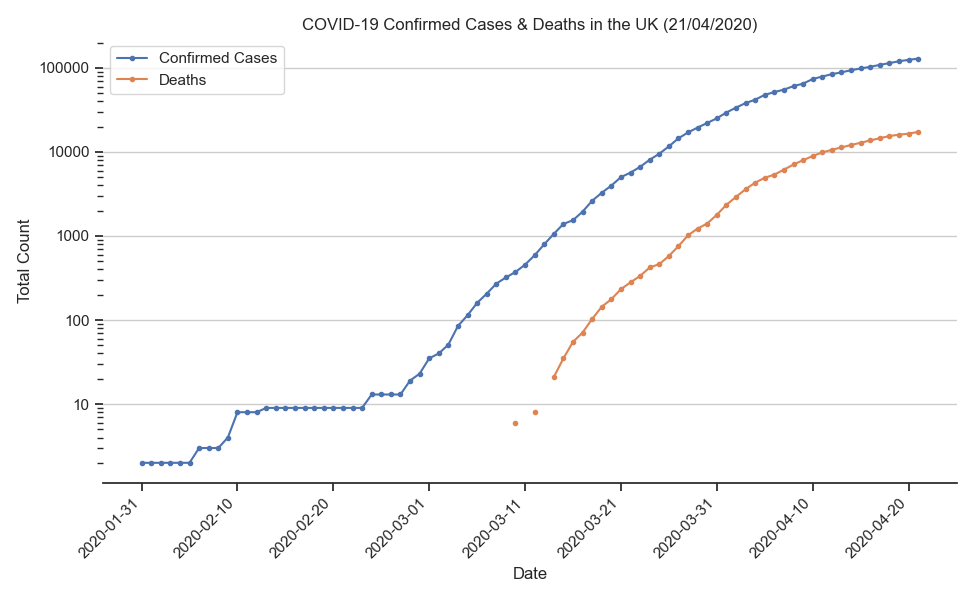 COVID-19 Confirmed Cases & Deaths in the UK (21/04/2020)
Confirmed Cases
Deaths
100000
10000
1000
100
10
Total Count
2020-01-31
2020-02-10
2020-02-20
2020-03-01
2020-03-11
2020-03-21
2020-03-31
2020-04-10
2020-04-20
Date